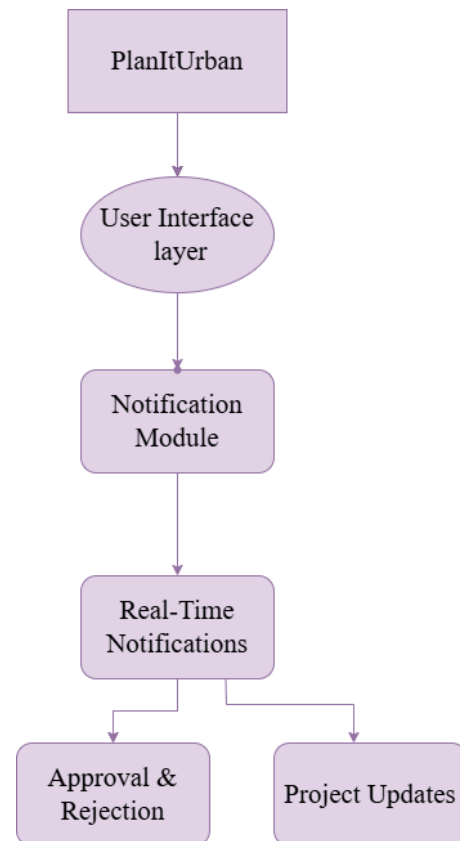 PlanItUrban
User Interface
layer
Notification
Module
Real-Time
Notifications
Approval &
Rejection
Project Updates